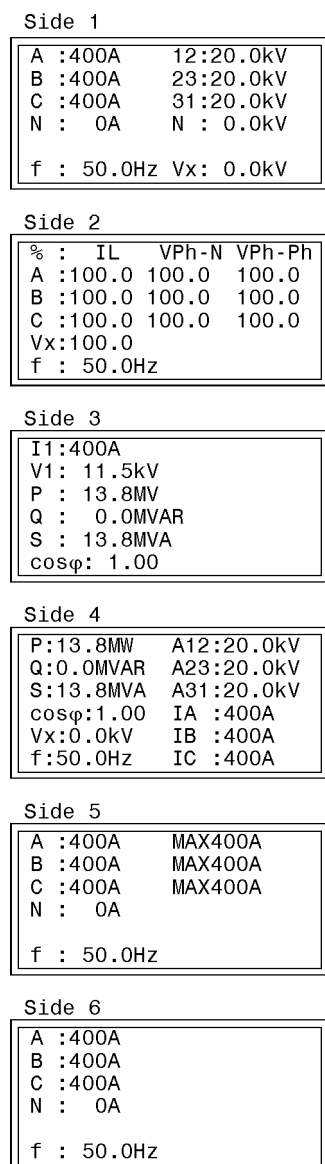 Side 1
A :400A 12:20.0kV
B :400A 23:20.0kV
C :400A 31:20.0kV
N : 0A N : 0.0kV
f : 50.0Hz Vx: 0.0kV
Side 2
% : IL VPh-N VPh-Ph
A :100.0 100.0 100.0
B :100.0 100.0 100.0
C :100.0 100.0 100.0
Vx:100.0
f : 50.0Hz
Side 3
I1:400A
V1: 11.5kV
P : 13.8MV
Q : 0.0MVAR
S : 13.8MVA
cosφ: 1.00
Side 4
P:13.8MW A12:20.0kV
Q:0.0MVAR A23:20.0kV
S:13.8MVA A31:20.0kV
cosφ:1.00 IA :400A
Vx:0.0kV IB :400A
f:50.0Hz IC :400A
Side 5
A :400A MAX400A
B :400A MAX400A
C :400A MAX400A
N : 0A
f : 50.0Hz
Side 6
A :400A
B :400A
C :400A
N : 0A
f : 50.0Hz